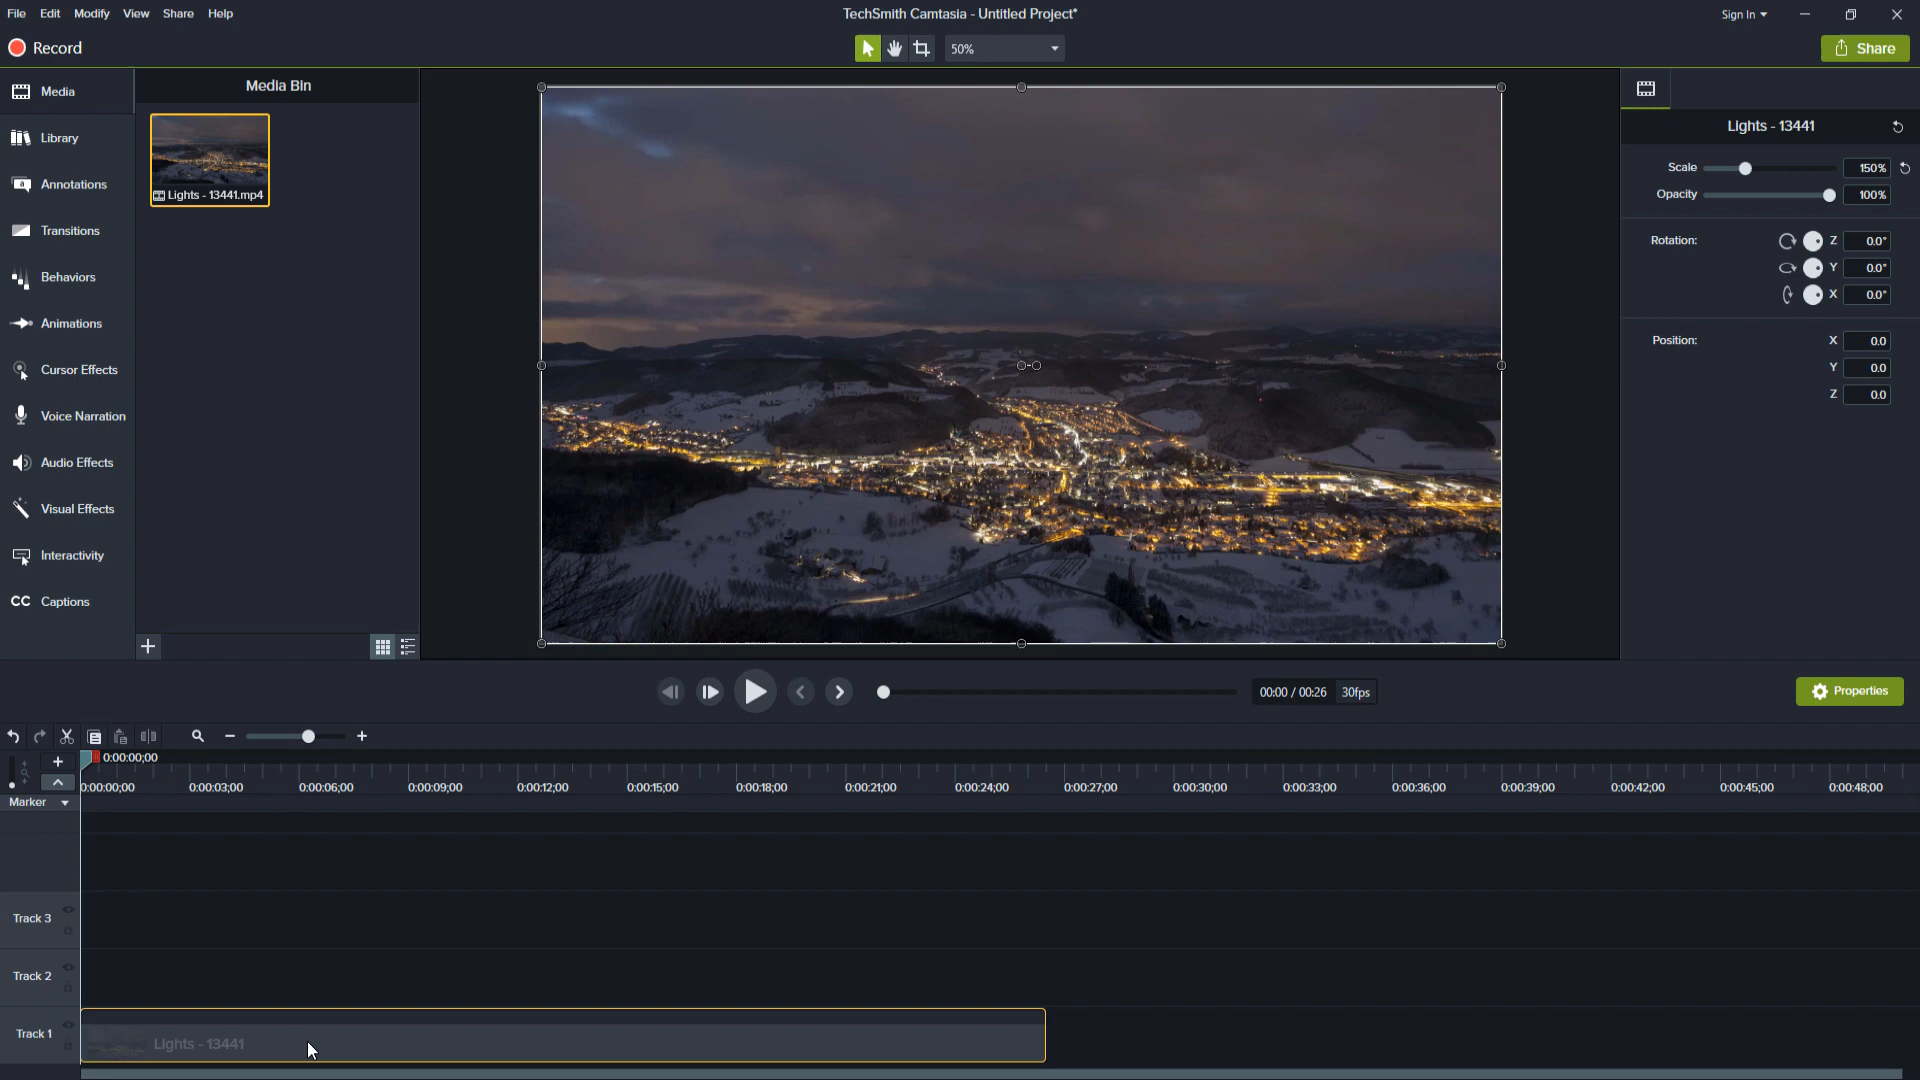 File Edit Modify View Share Help
TechSmith Camtasia - Untitled Project*
Sign In
Record
50%
Share
Media
Library
Annotations
Transitions
Behaviors
Animations
Cursor Effects
Voice Narration
Audio Effects
Visual Effects
Interactivity
CC Captions
Media Bin
Lights - 13441.mp4
Lights - 13441
Scale 150%
Opacity 100%
Rotation: Z 0.0°
Y 0.0°
X 0.0°
Position: X 0.0
Y 0.0
Z 0.0
00:00 / 00:26 30fps
Properties
0:00:00;00
0:00:00;00 0:00:03;00 0:00:06;00 0:00:09;00 0:00:12;00 0:00:15;00 0:00:18;00 0:00:21;00 0:00:24;00 0:00:27;00 0:00:30;00 0:00:33;00 0:00:36;00 0:00:39;00 0:00:42;00 0:00:45;00 0:00:48;00
Marker
Track 3
Track 2
Track 1
Lights - 13441